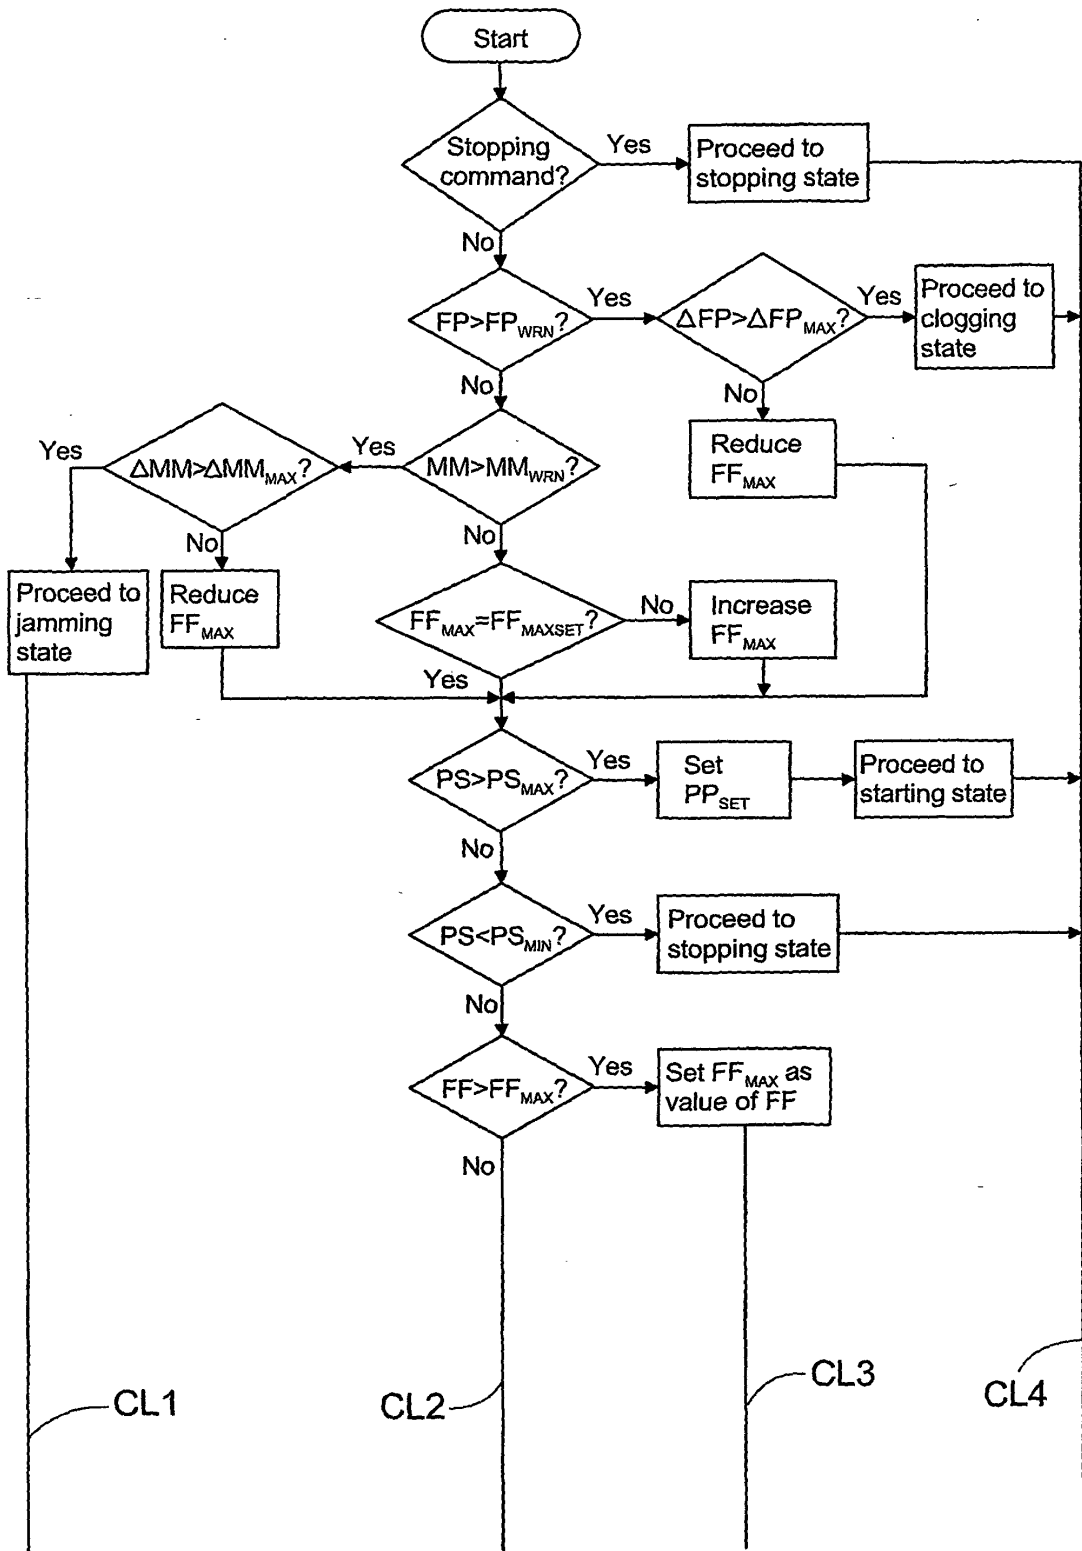 Start
Stopping
command?
Yes
Proceed to
stopping state
No
FP>FP_WRN?
Yes
ΔFP>ΔFP_MAX?
Yes
Proceed to
clogging
state
No
No
Reduce
FF_MAX
Yes
ΔMM>ΔMM_MAX?
Yes
MM>MM_WRN?
No
No
Proceed to
jamming
state
Reduce
FF_MAX
FF_MAX=FF_MAXSET?
No
Increase
FF_MAX
Yes
PS>PS_MAX?
Yes
Set
PP_SET
Proceed to
starting state
No
PS<PS_MIN?
Yes
Proceed to
stopping state
No
FF>FF_MAX?
Yes
Set FF_MAX as
value of FF
No
CL1
CL2
CL3
CL4